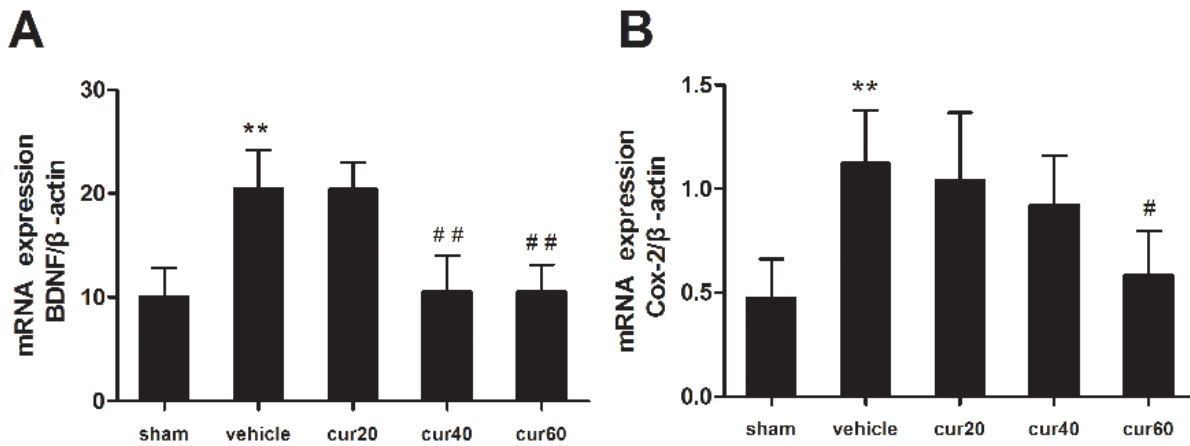 A
mRNA expression
BDNF/β -actin
30
20
10
0
**
# #
# #
sham vehicle cur20 cur40 cur60
B
mRNA expression
Cox-2/β -actin
1.5
1.0
0.5
0.0
**
#
sham vehicle cur20 cur40 cur60